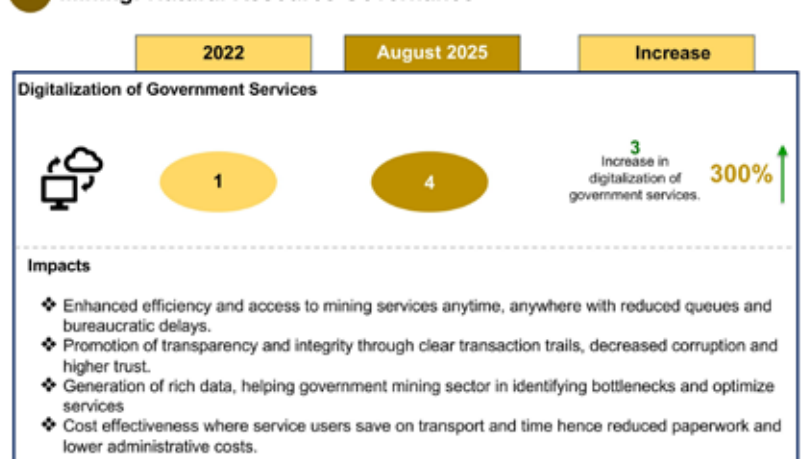 Mining: Natural Resource Governance
2022
August 2025
Increase
Digitalization of Government Services
1
4
3
Increase in
digitalization of
government services.
300%
Impacts
❖ Enhanced efficiency and access to mining services anytime, anywhere with reduced queues and
bureaucratic delays.
❖ Promotion of transparency and integrity through clear transaction trails, decreased corruption and
higher trust.
❖ Generation of rich data, helping government mining sector in identifying bottlenecks and optimize
services
❖ Cost effectiveness where service users save on transport and time hence reduced paperwork and
lower administrative costs.